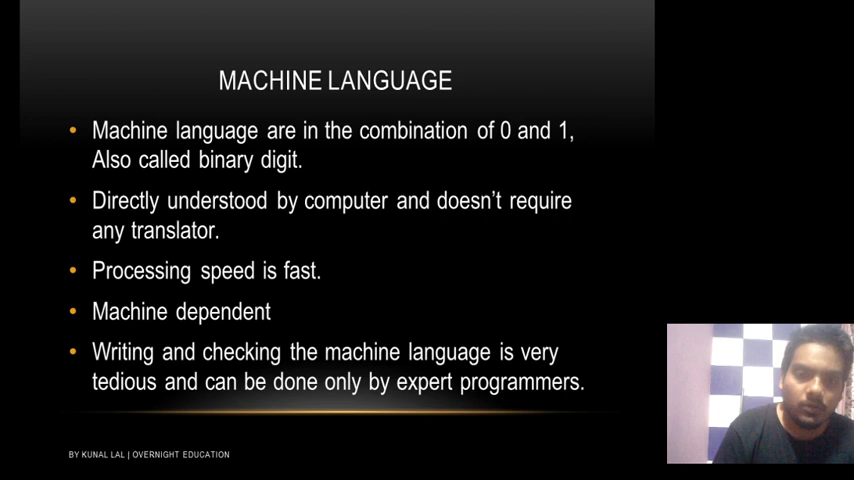 MACHINE LANGUAGE
• Machine language are in the combination of 0 and 1,
Also called binary digit.
• Directly understood by computer and doesn't require
any translator.
• Processing speed is fast.
• Machine dependent
• Writing and checking the machine language is very
tedious and can be done only by expert programmers.
BY KUNAL LAL | OVERNIGHT EDUCATION